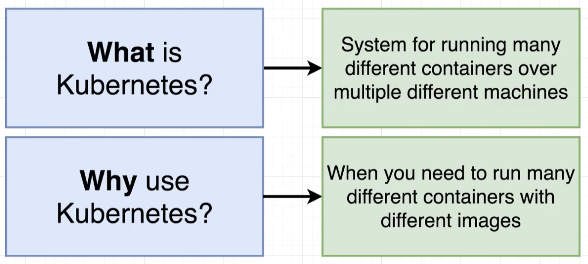 What is
Kubernetes?
System for running many
different containers over
multiple different machines
Why use
Kubernetes?
When you need to run many
different containers with
different images